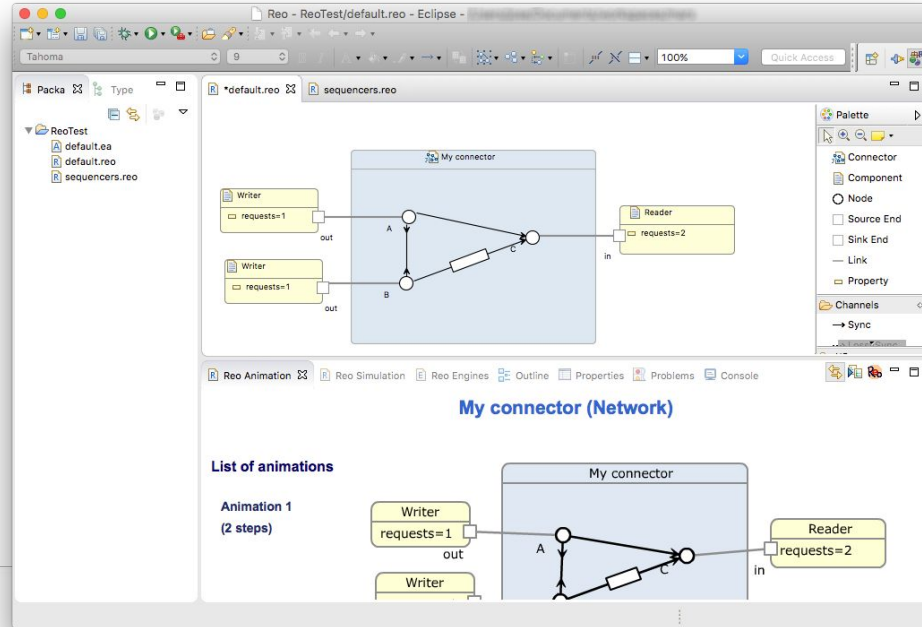 Reo - ReoTest/default.reo - Eclipse -
Tahoma
9
100%
Quick Access
Packa
Type
ReoTest
default.ea
default.reo
sequencers.reo
*default.reo
sequencers.reo
My connector
Writer
requests=1
out
A
Writer
requests=1
out
B
C
Reader
requests=2
in
Palette
Connector
Component
Node
Source End
Sink End
Link
Property
Channels
Sync
Reo Animation
Reo Simulation
Reo Engines
Outline
Properties
Problems
Console
My connector (Network)
List of animations
Animation 1
(2 steps)
My connector
Writer
requests=1
out
A
Writer
C
Reader
requests=2
in